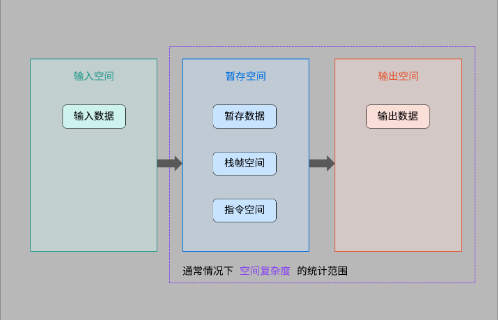 输入空间
输入数据
暂存空间
暂存数据
栈帧空间
指令空间
输出空间
输出数据
通常情况下 空间复杂度 的统计范围